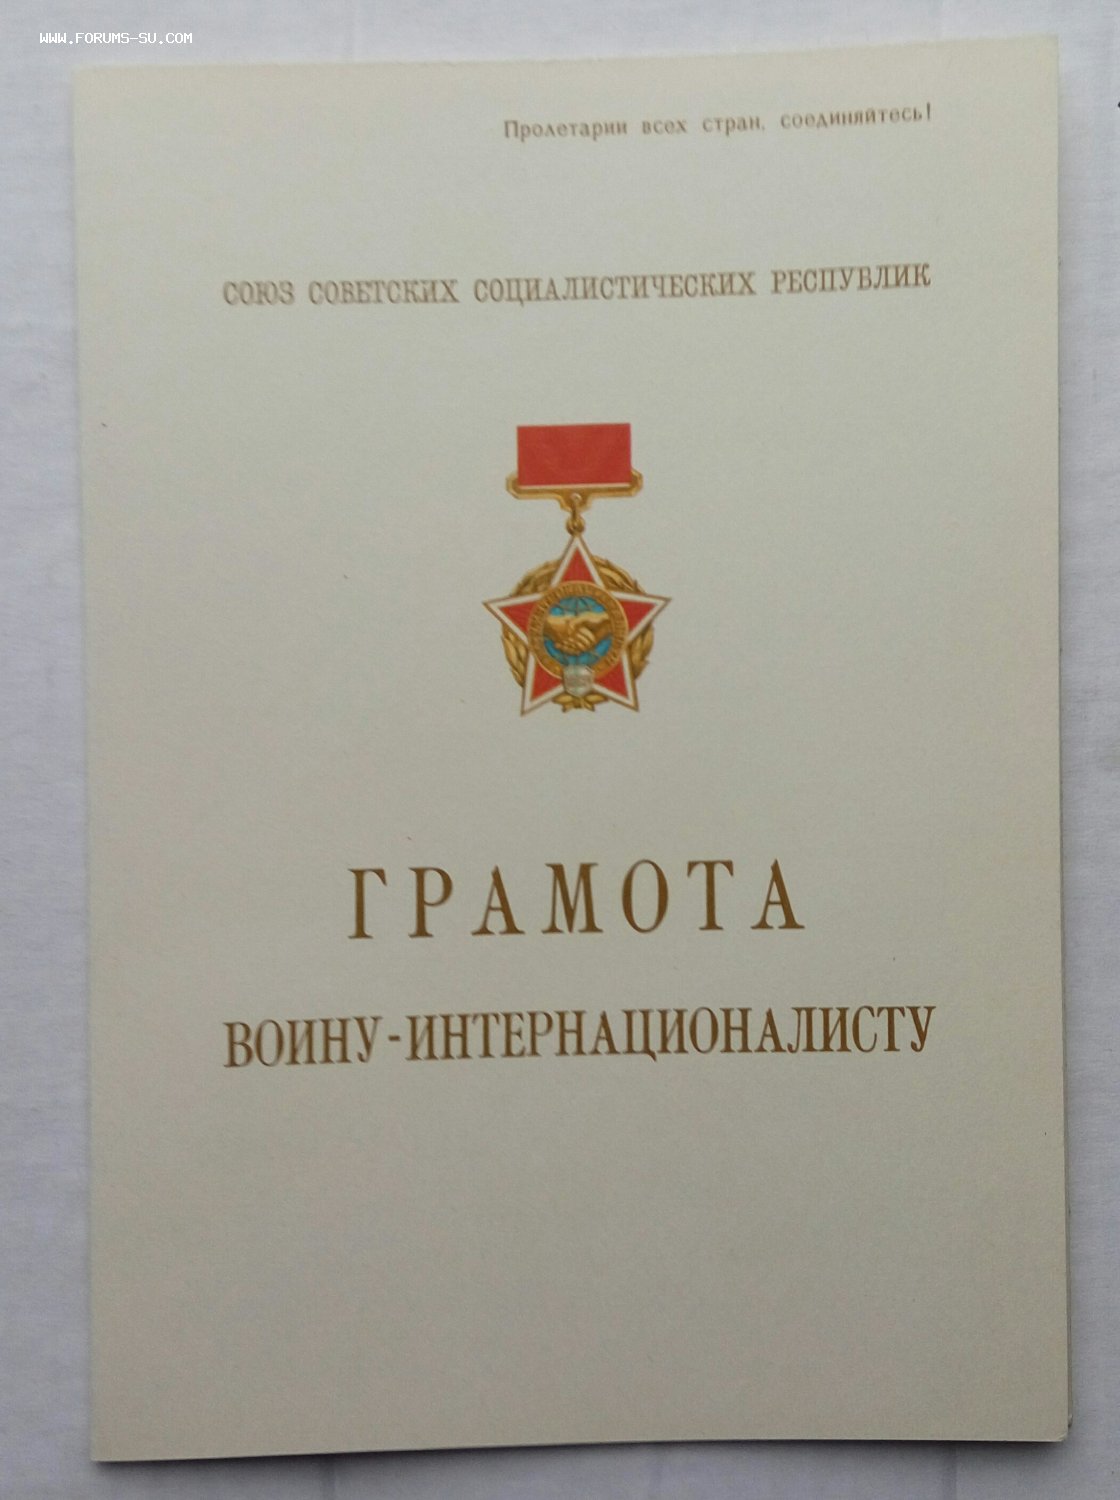 WWW.FORUMS-SU.COM
Пролетарии всех стран, соединяйтесь!
СОЮЗ СОВЕТСКИХ СОЦИАЛИСТИЧЕСКИХ РЕСПУБЛИК
ГРАМОТА
ВОИНУ-ИНТЕРНАЦИОНАЛИСТУ